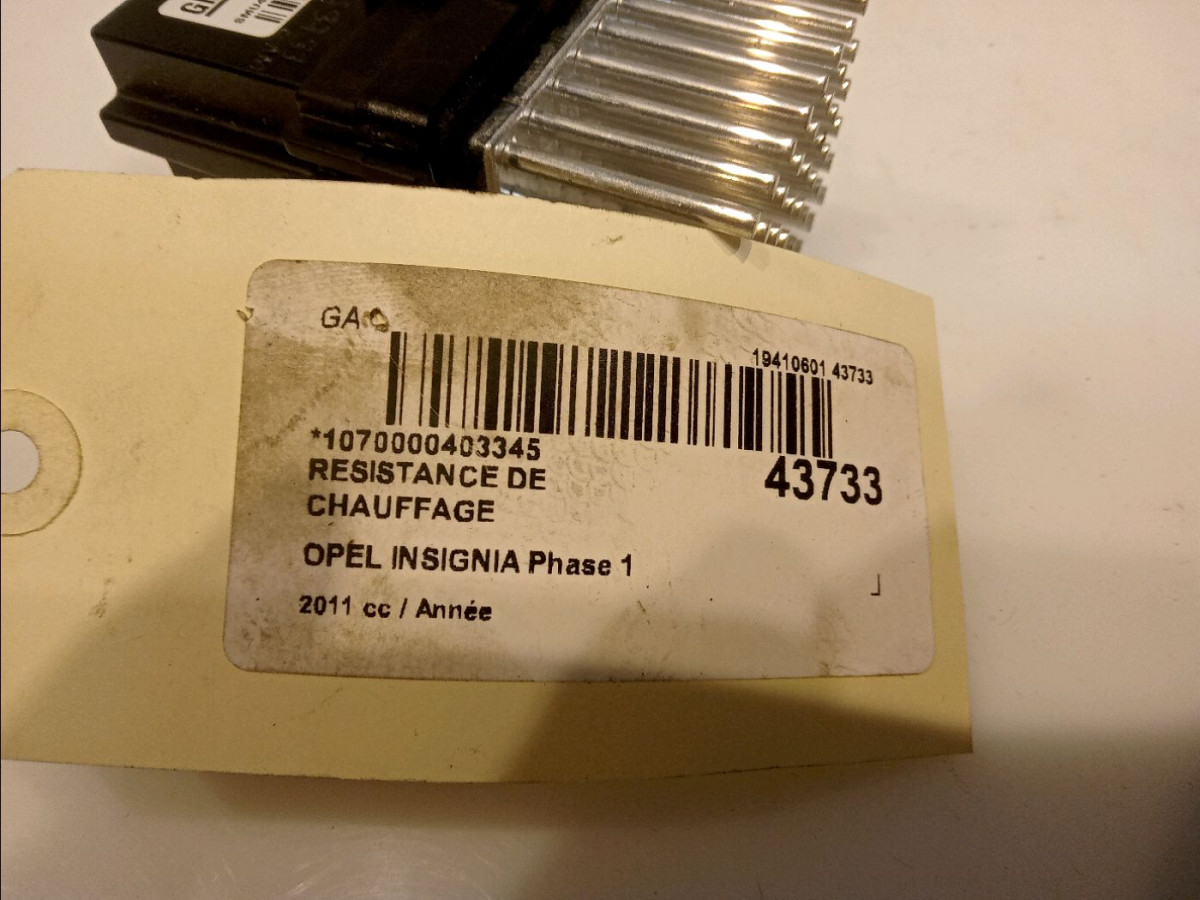 GA
19410601 43733
*1070000403345
43733
RESISTANCE DE
CHAUFFAGE
OPEL INSIGNIA Phase 1
2011 cc / Année